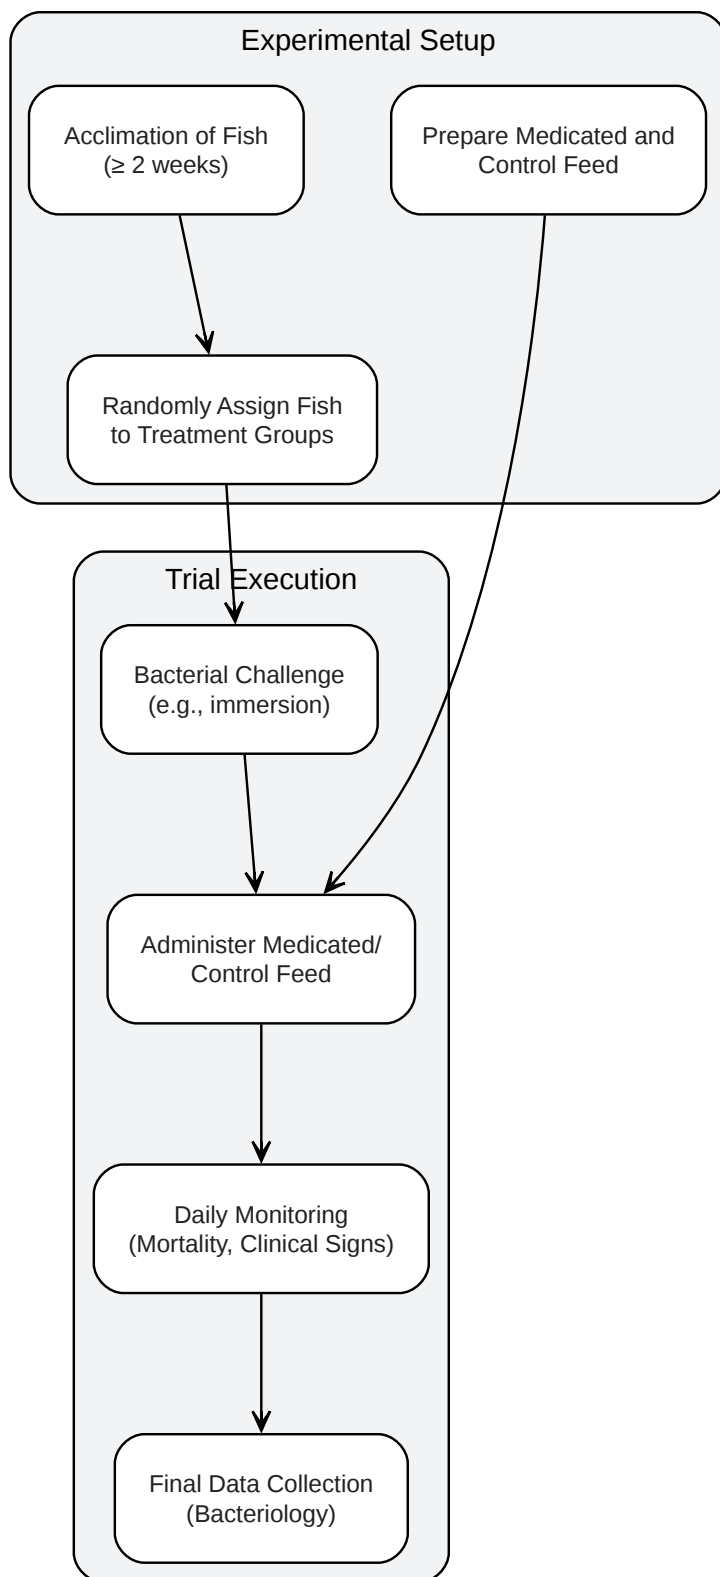 Experimental Setup
Acclimation of Fish
(≥ 2 weeks)
Prepare Medicated and
Control Feed
Randomly Assign Fish
to Treatment Groups
Trial Execution
Bacterial Challenge
(e.g., immersion)
Administer Medicated/
Control Feed
Daily Monitoring
(Mortality, Clinical Signs)
Final Data Collection
(Bacteriology)